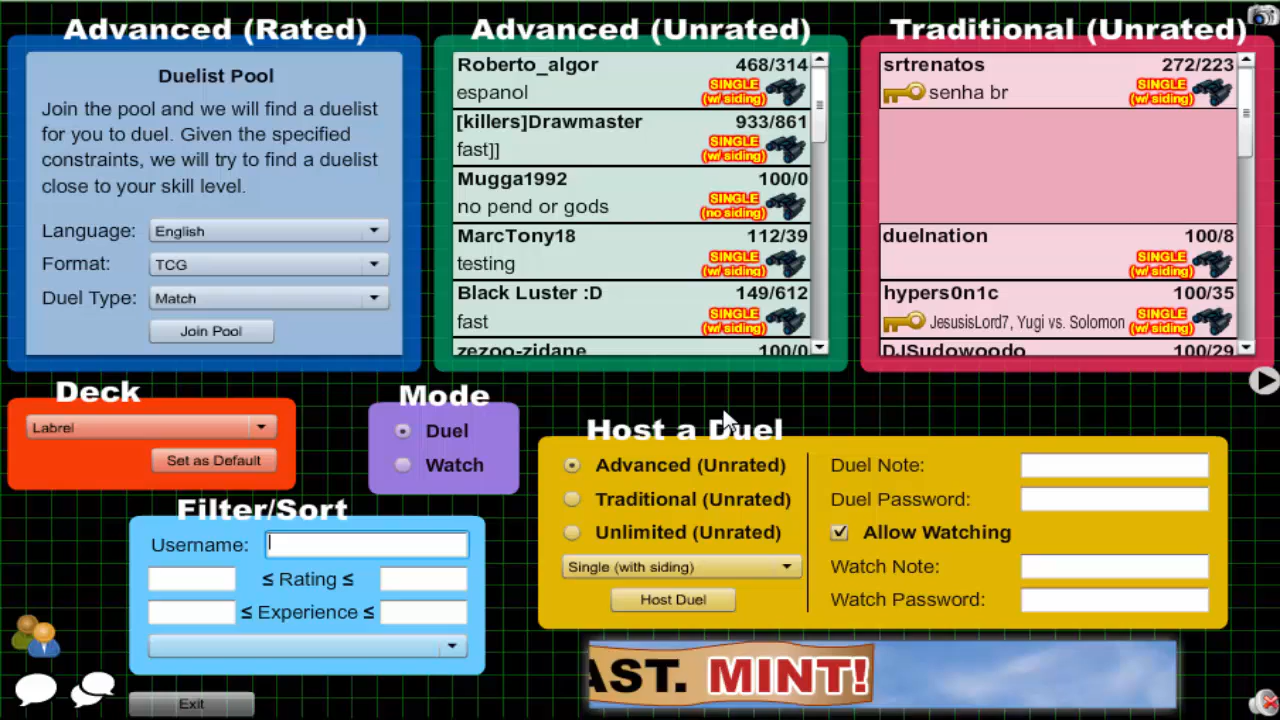 Advanced (Rated)
Duelist Pool
Join the pool and we will find a duelist
for you to duel. Given the specified
constraints, we will try to find a duelist
close to your skill level.
Language: English
Format: TCG
Duel Type: Match
Join Pool
Advanced (Unrated)
Roberto_algor 468/314
espanol SINGLE (w/ siding)
[killers]Drawmaster 933/861
fast]] SINGLE (w/ siding)
Mugga1992 100/0
no pend or gods SINGLE (no siding)
MarcTony18 112/39
testing SINGLE (w/ siding)
Black Luster :D 149/612
fast SINGLE (w/ siding)
zezoo-zidane 100/0
Traditional (Unrated)
srtrenatos 272/223
senha br SINGLE (w/ siding)
duelnation 100/8
SINGLE (w/ siding)
hypers0n1c 100/35
JesusisLord7, Yugi vs. Solomon SINGLE (w/ siding)
DJSudowoodo 100/29
Deck
Labrel
Set as Default
Mode
Duel
Watch
Filter/Sort
Username:
≤ Rating ≤
≤ Experience ≤
Exit
Host a Duel
Advanced (Unrated)
Traditional (Unrated)
Unlimited (Unrated)
Single (with siding)
Host Duel
Duel Note:
Duel Password:
Allow Watching
Watch Note:
Watch Password:
AST. MINT!